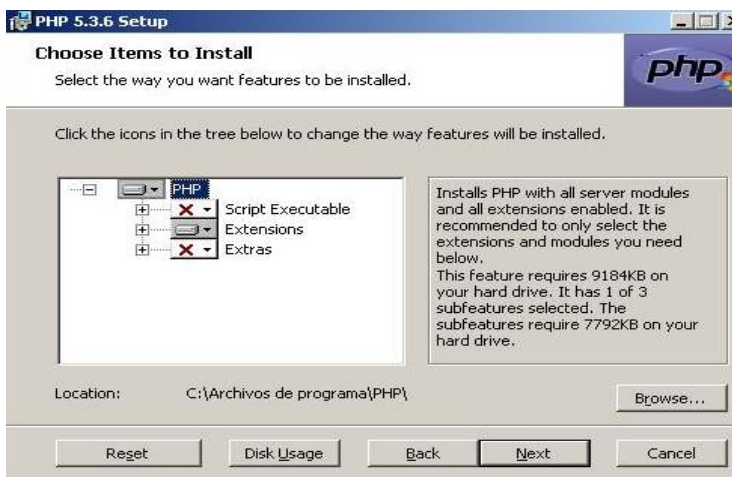 PHP 5.3.6 Setup
Choose Items to Install
Select the way you want features to be installed.
php
Click the icons in the tree below to change the way features will be installed.
PHP
Script Executable
Extensions
Extras
Installs PHP with all server modules
and all extensions enabled. It is
recommended to only select the
extensions and modules you need
below.
This feature requires 9184KB on
your hard drive. It has 1 of 3
subfeatures selected. The
subfeatures require 7792KB on your
hard drive.
Location: C:\Archivos de programa\PHP\
Browse...
Reset Disk Usage Back Next Cancel